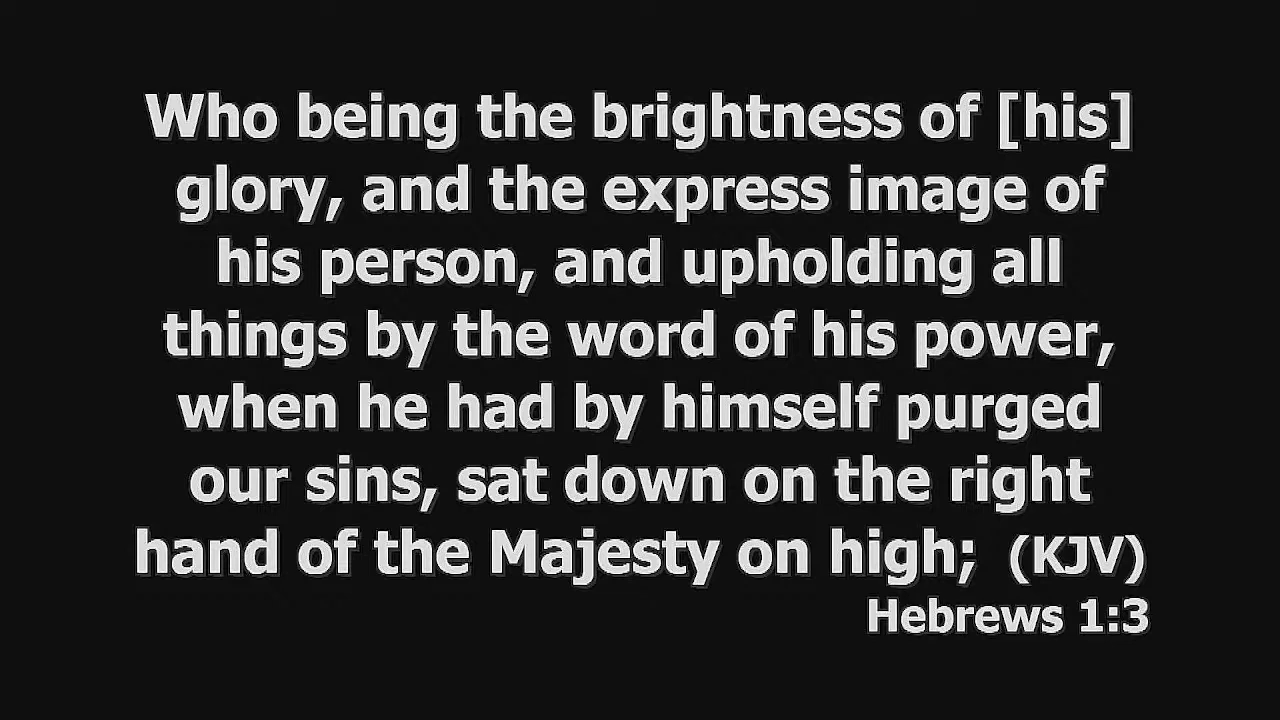 Who being the brightness of [his]
glory, and the express image of
his person, and upholding all
things by the word of his power,
when he had by himself purged
our sins, sat down on the right
hand of the Majesty on high; (KJV)
Hebrews 1:3